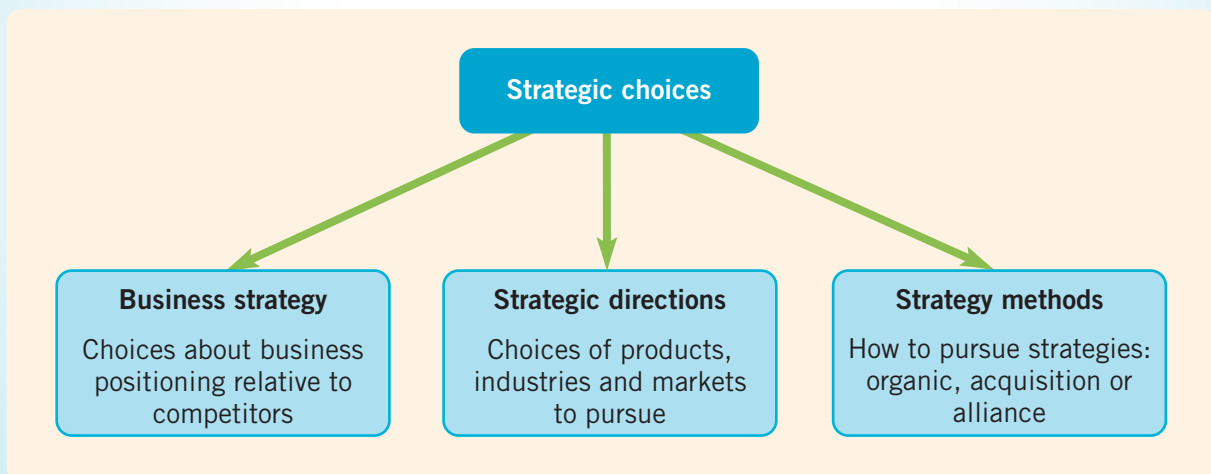 Strategic choices
Business strategy
Choices about business
positioning relative to
competitors
Strategic directions
Choices of products,
industries and markets
to pursue
Strategy methods
How to pursue strategies:
organic, acquisition or
alliance